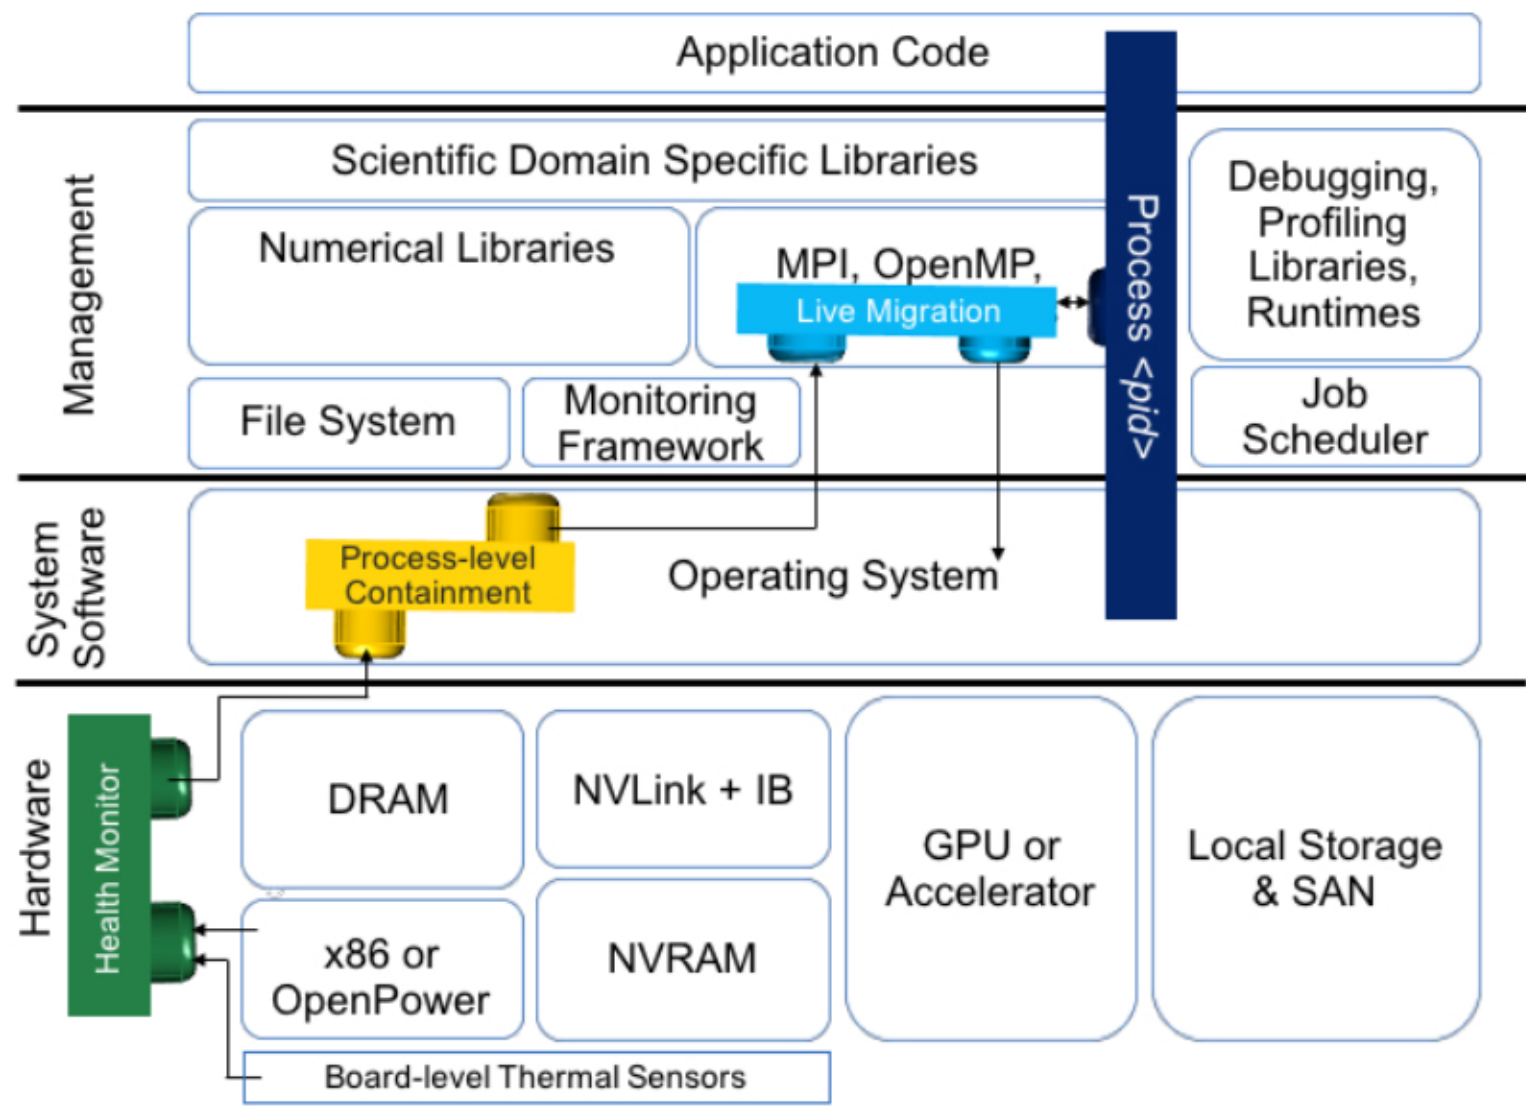 Application Code
Management
Scientific Domain Specific Libraries
Numerical Libraries
MPI, OpenMP,
Live Migration
Process <pid>
Debugging,
Profiling
Libraries,
Runtimes
File System
Monitoring
Framework
Job
Scheduler
System
Software
Process-level
Containment
Operating System
Hardware
Health Monitor
DRAM
NVLink + IB
GPU or
Accelerator
Local Storage
& SAN
x86 or
OpenPower
NVRAM
Board-level Thermal Sensors